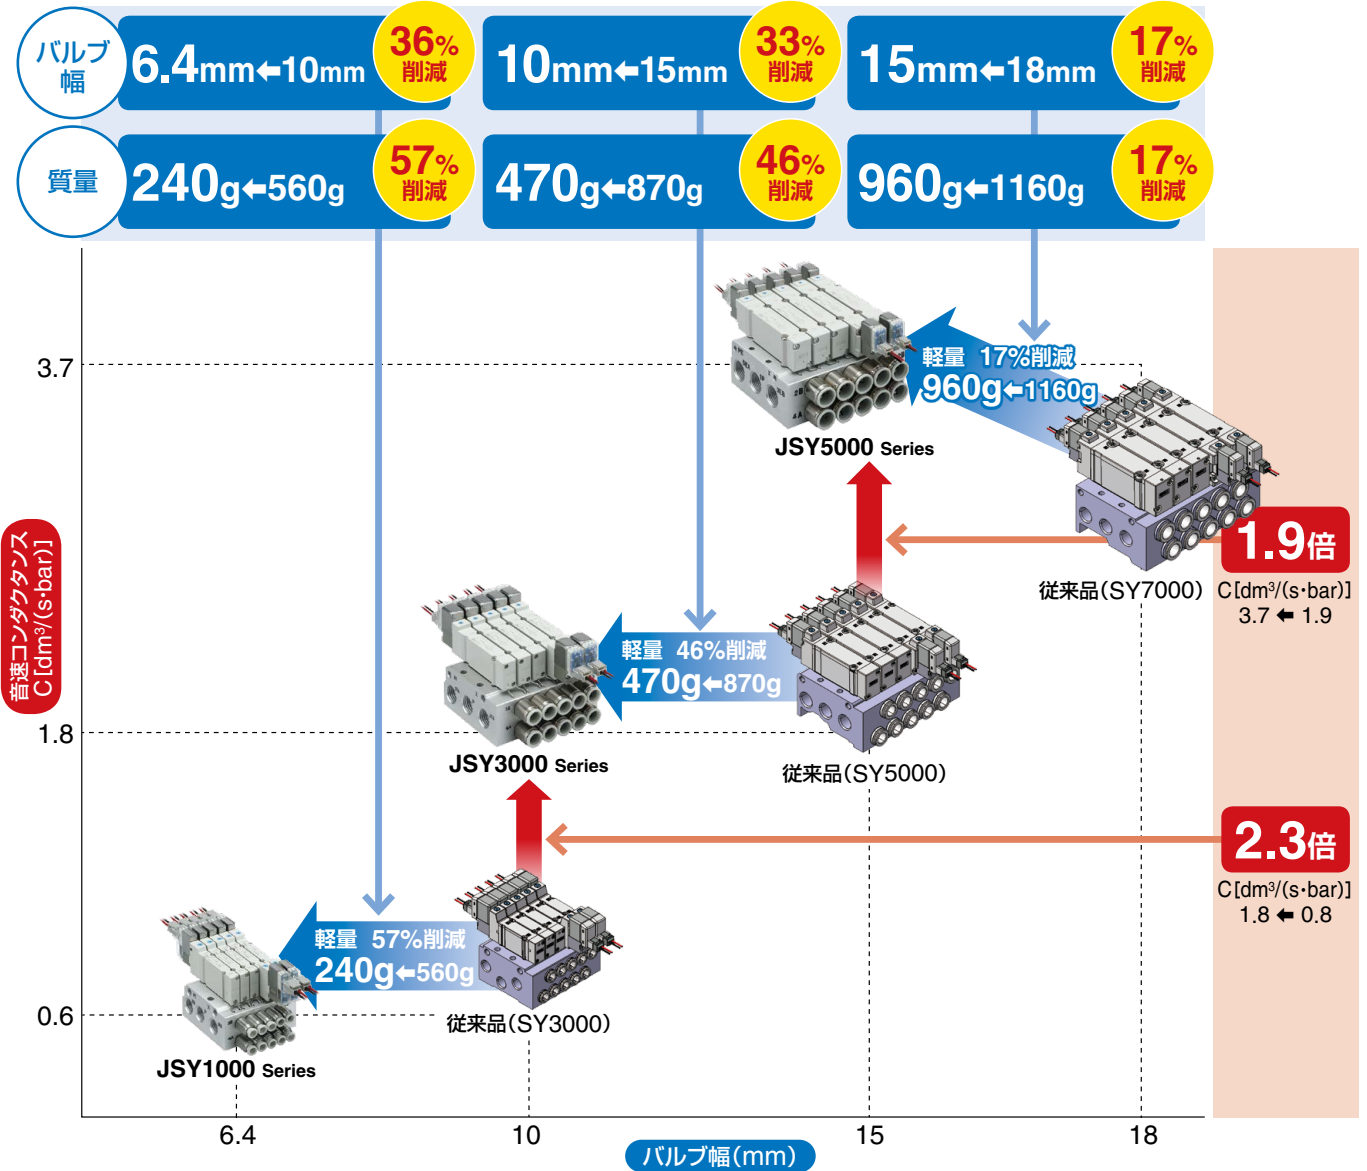 バルブ
幅
6.4mm←10mm
36%
削減
10mm←15mm
33%
削減
15mm←18mm
17%
削減
質量
240g←560g
57%
削減
470g←870g
46%
削減
960g←1160g
17%
削減
3.7
軽量 17%削減
960g←1160g
JSY5000 Series
音速コンダクタンス
C[dm³/(s・bar)]
従来品(SY7000)
1.9倍
C[dm³/(s・bar)]
3.7 ← 1.9
軽量 46%削減
470g←870g
1.8
JSY3000 Series
従来品(SY5000)
2.3倍
C[dm³/(s・bar)]
1.8 ← 0.8
軽量 57%削減
240g←560g
0.6
従来品(SY3000)
JSY1000 Series
6.4
10
15
18
バルブ幅(mm)